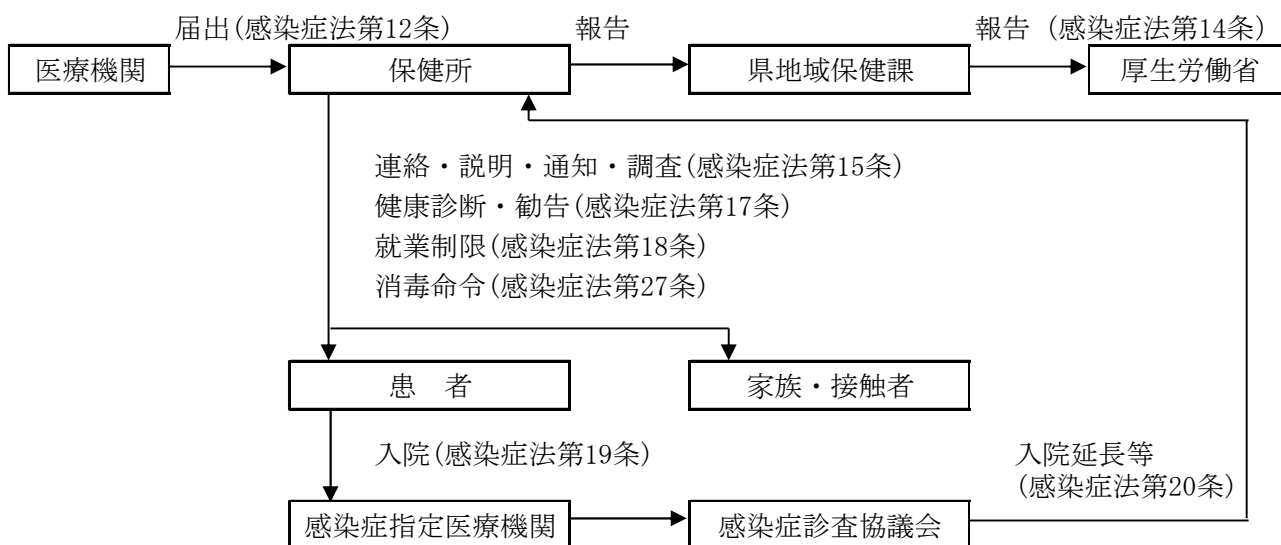 届出(感染症法第12条)
報告
報告 (感染症法第14条)
医療機関
保健所
県地域保健課
厚生労働省
連絡・説明・通知・調査(感染症法第15条)
健康診断・勧告(感染症法第17条)
就業制限(感染症法第18条)
消毒命令(感染症法第27条)
患　者
家族・接触者
入院(感染症法第19条)
入院延長等
(感染症法第20条)
感染症指定医療機関
感染症診査協議会